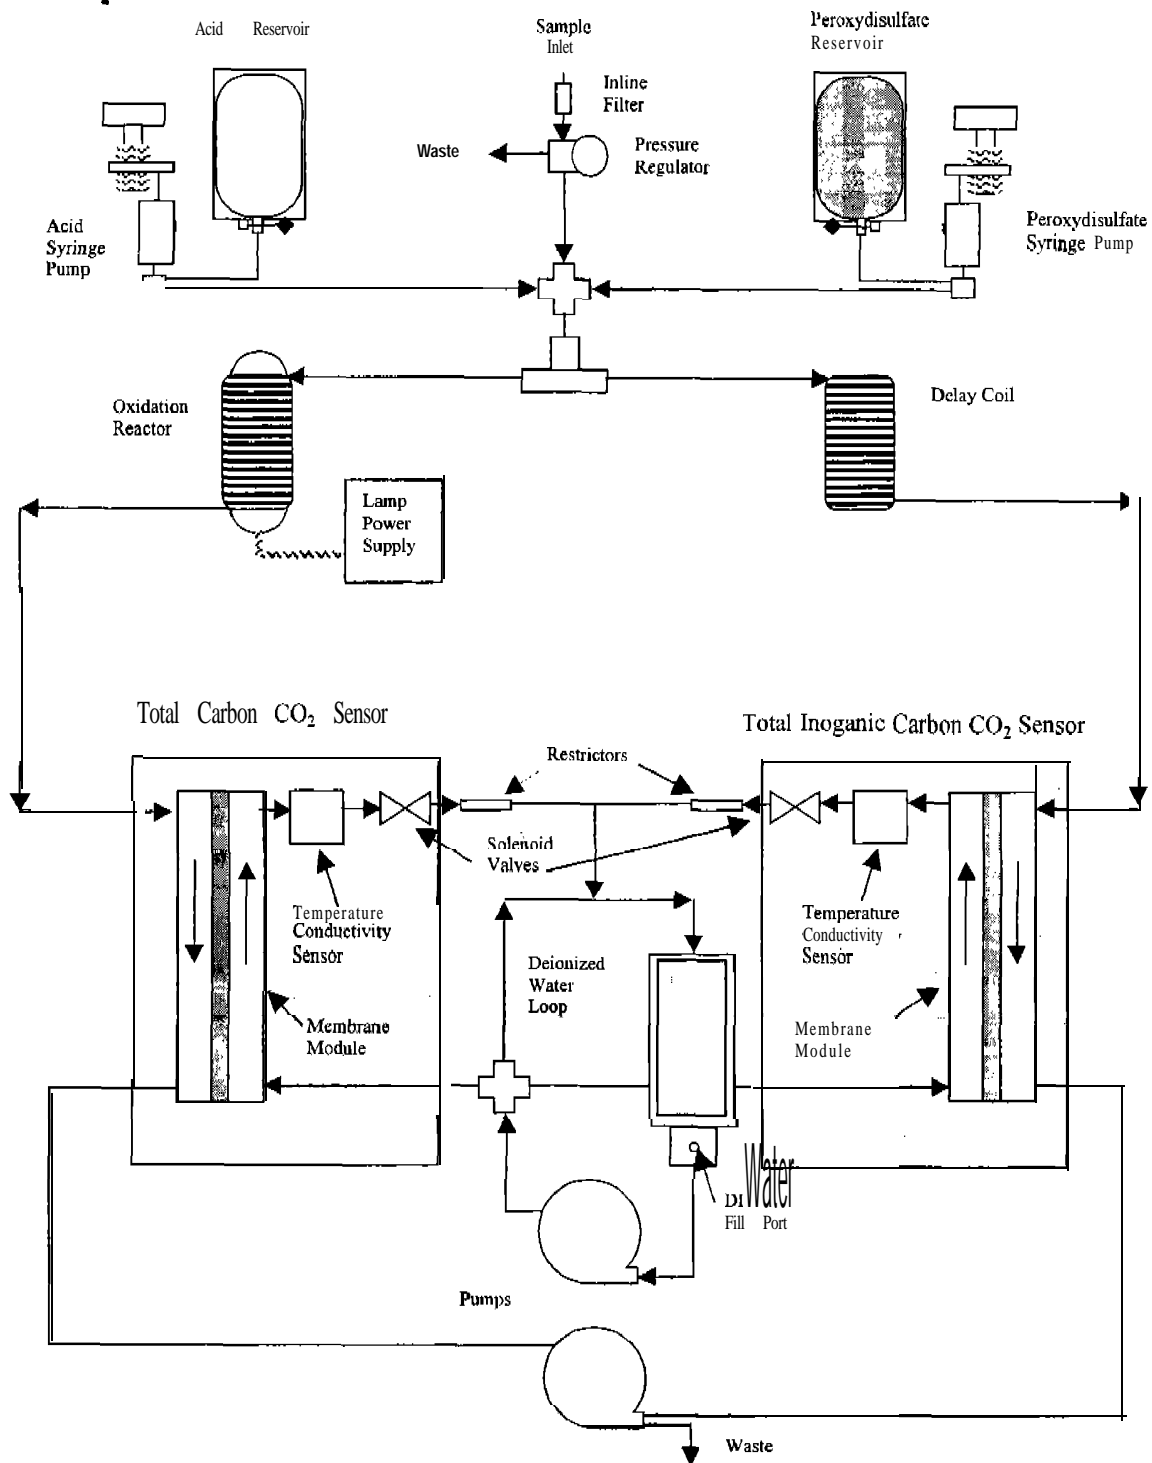 Acid Reservoir
Sample
Inlet
Peroxydisulfate
Reservoir
Inline
Filter
Waste
Pressure
Regulator
Acid
Syringe
Pump
Peroxydisulfate
Syringe Pump
Oxidation
Reactor
Delay Coil
Lamp
Power
Supply
Total Carbon CO₂ Sensor
Total Inoganic Carbon CO₂ Sensor
Restrictors
Solenoid
Valves
Temperature
Conductivity
Sensor
Temperature
Conductivity
Sensor
Deionized
Water
Loop
Membrane
Module
Membrane
Module
DI Water
Fill Port
Pumps
Waste